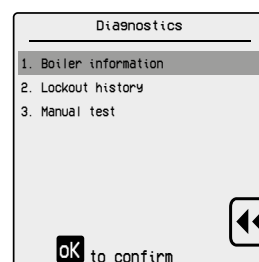 Diagnostics
1. Boiler information
2. Lockout history
3. Manual test
OK to confirm